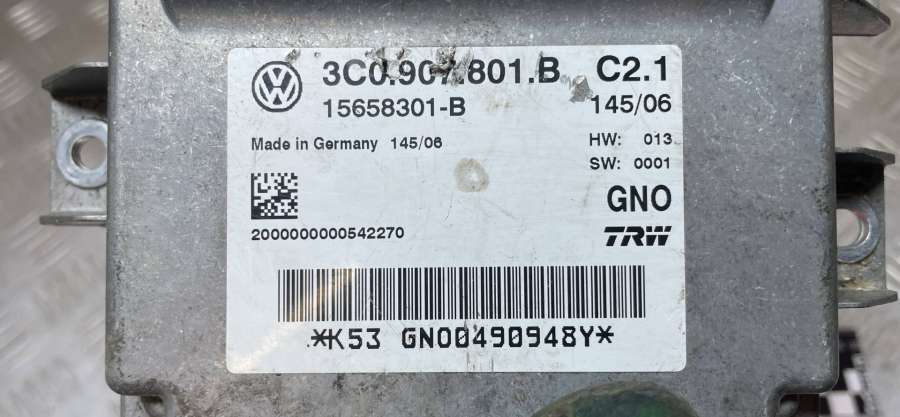 3C0.907.801.B C2.1
15658301-B 145/06
Made in Germany 145/06 HW: 013
SW: 0001
GNO
2000000000542270 TRW
*K53 GNO0490948Y*